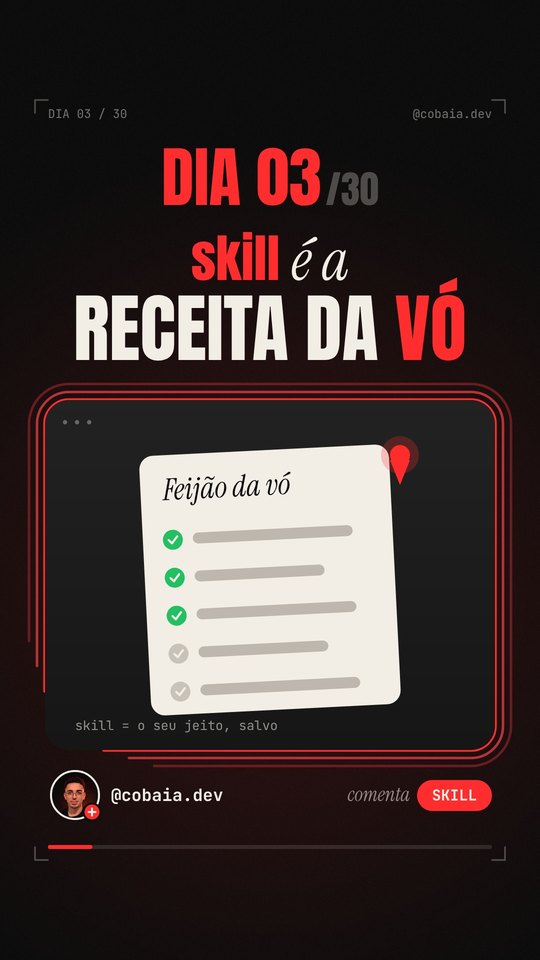 DIA 03 / 30
@cobaia.dev
DIA 03/30
skill é a
RECEITA DA VÓ
Feijão da vó
skill = o seu jeito, salvo
@cobaia.dev
comenta SKILL